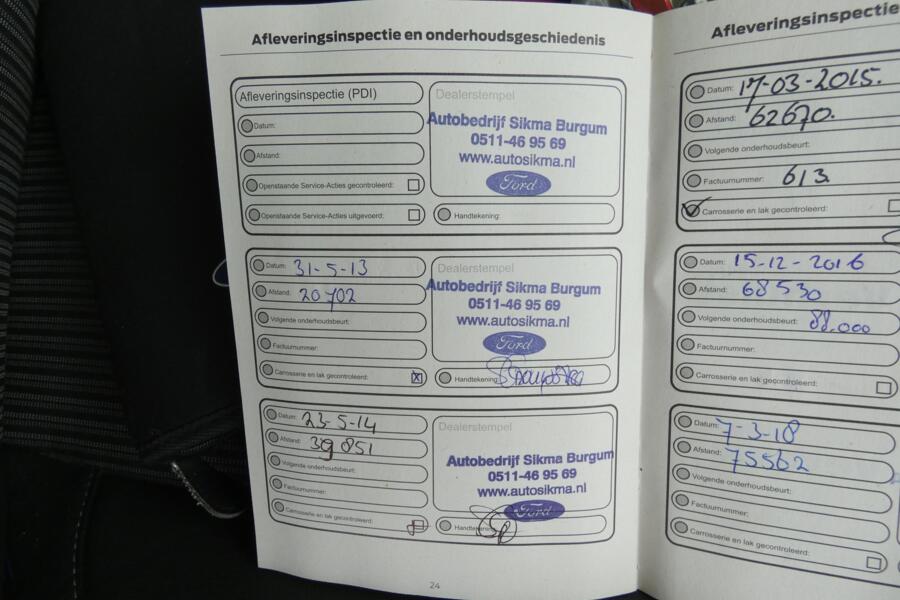 Afleveringsinspectie en onderhoudsgeschiedenis
Afleveringsinspectie (PDI)
Datum:
Afstand:
Openstaande Service-Acties gecontroleerd:
Openstaande Service-Acties uitgevoerd:
Dealerstempel
Autobedrijf Sikma Burgum
0511-46 95 69
www.autosikma.nl
Ford
Handtekening:
Datum: 31-5-13
Afstand: 20702
Volgende onderhoudsbeurt:
Factuurnummer:
Carrosserie en lak gecontroleerd:
Dealerstempel
Autobedrijf Sikma Burgum
0511-46 95 69
www.autosikma.nl
Ford
Handtekening:
Datum: 23-5-14
Afstand: 39 851
Volgende onderhoudsbeurt:
Factuurnummer:
Carrosserie en lak gecontroleerd:
Dealerstempel
Autobedrijf Sikma Burgum
0511-46 95 69
www.autosikma.nl
Ford
Handtekening:
24
Afleveringsinspectie
Datum: 17-03-2015.
Afstand: 62670.
Volgende onderhoudsbeurt:
Factuurnummer: 613
Carrosserie en lak gecontroleerd:
Datum: 15-12-2016
Afstand: 68530
Volgende onderhoudsbeurt: 88.000
Factuurnummer:
Carrosserie en lak gecontroleerd:
Datum: 7-3-18
Afstand: 75562
Volgende onderhoudsbeurt:
Factuurnummer:
Carrosserie en lak gecontroleerd: